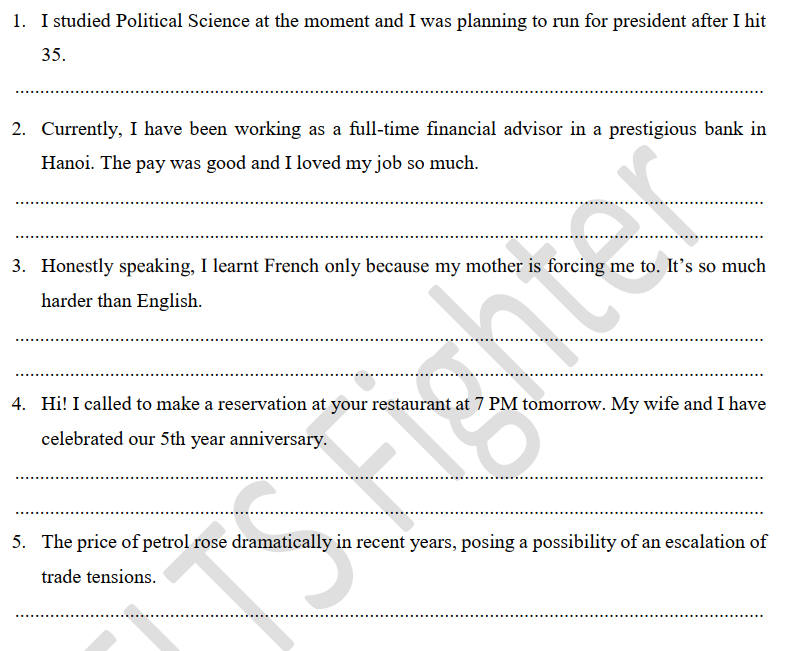 1. I studied Political Science at the moment and I was planning to run for president after I hit
35.
................................................................................
2. Currently, I have been working as a full-time financial advisor in a prestigious bank in
Hanoi. The pay was good and I loved my job so much.
................................................................................
................................................................................
3. Honestly speaking, I learnt French only because my mother is forcing me to. It’s so much
harder than English.
................................................................................
................................................................................
4. Hi! I called to make a reservation at your restaurant at 7 PM tomorrow. My wife and I have
celebrated our 5th year anniversary.
................................................................................
................................................................................
5. The price of petrol rose dramatically in recent years, posing a possibility of an escalation of
trade tensions.
................................................................................
IELTS Fighter